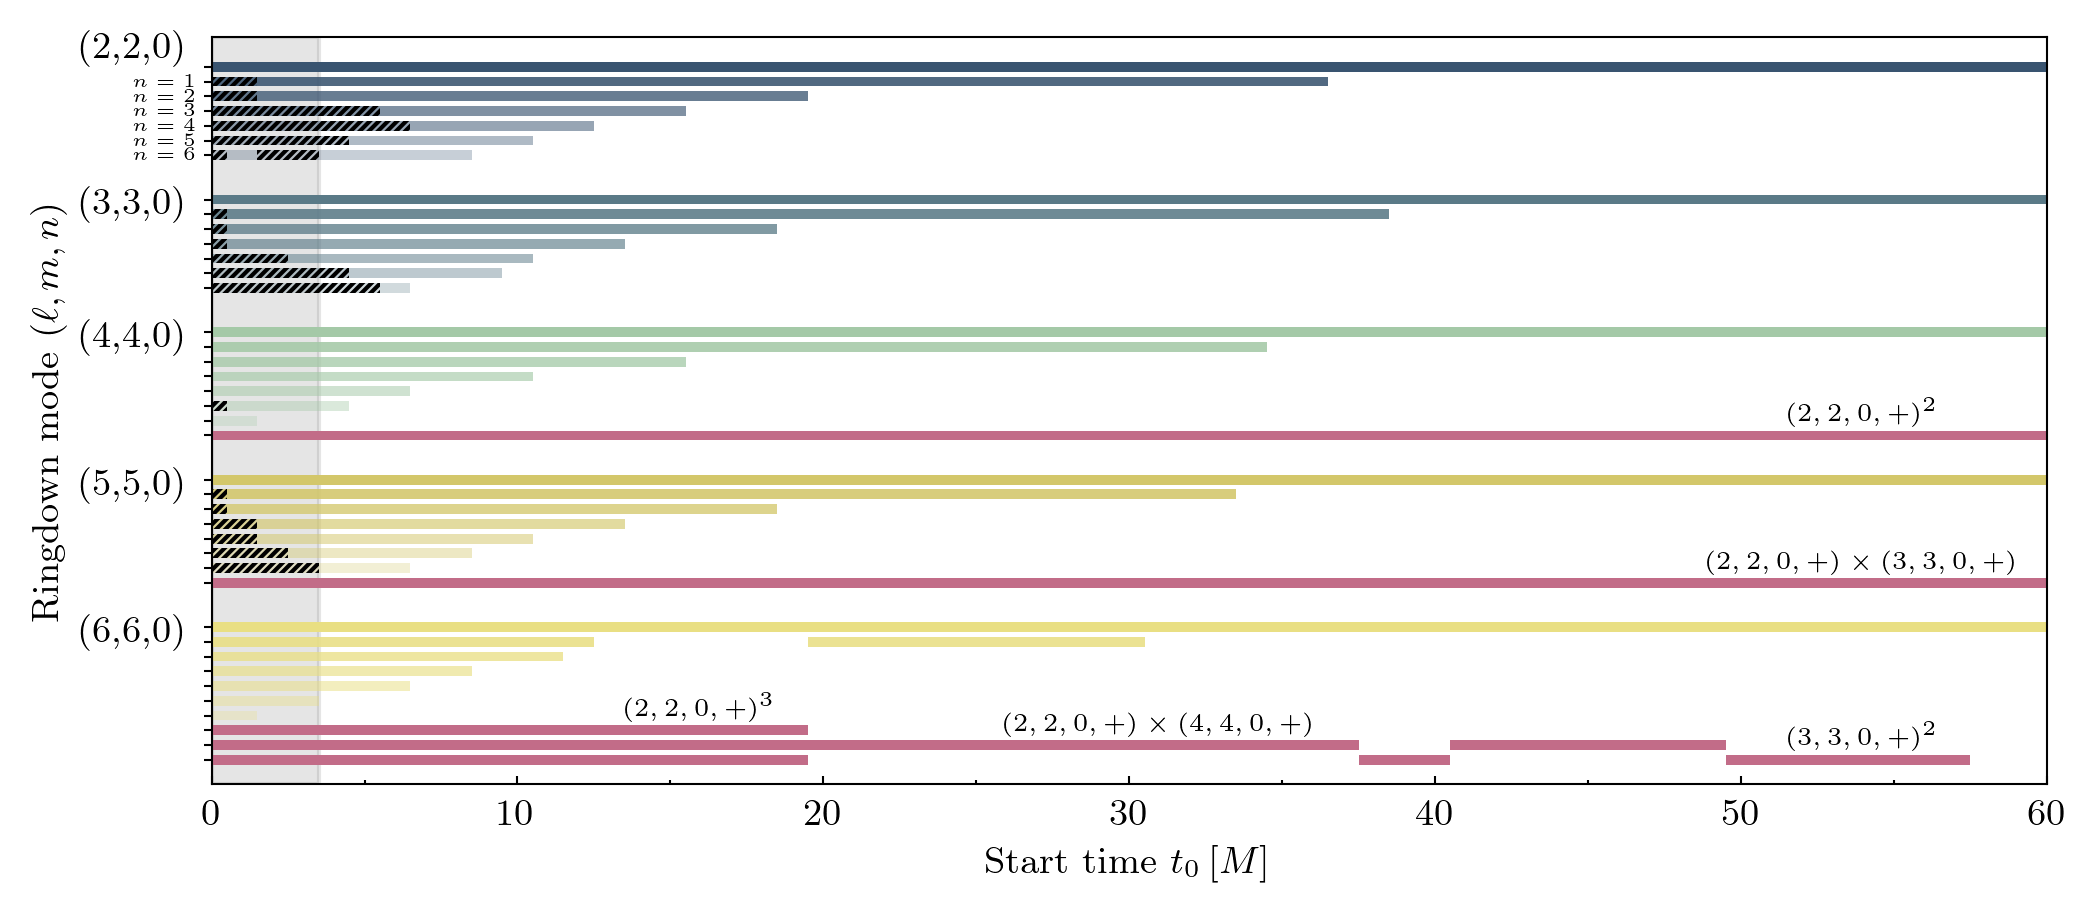 (2,2,0)
n = 1
n = 2
n = 3
n = 4
n = 5
n = 6
(3,3,0)
(4,4,0)
(2, 2, 0, +)²
(5,5,0)
(2, 2, 0, +) × (3, 3, 0, +)
(6,6,0)
(2, 2, 0, +)³
(2, 2, 0, +) × (4, 4, 0, +)
(3, 3, 0, +)²
Ringdown mode (ℓ, m, n)
0 10 20 30 40 50 60
Start time t₀ [M]